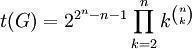 t(G) = 2^{2^n-n-1} \prod_{k=2}^{n} k^{\binom{n}{k}}